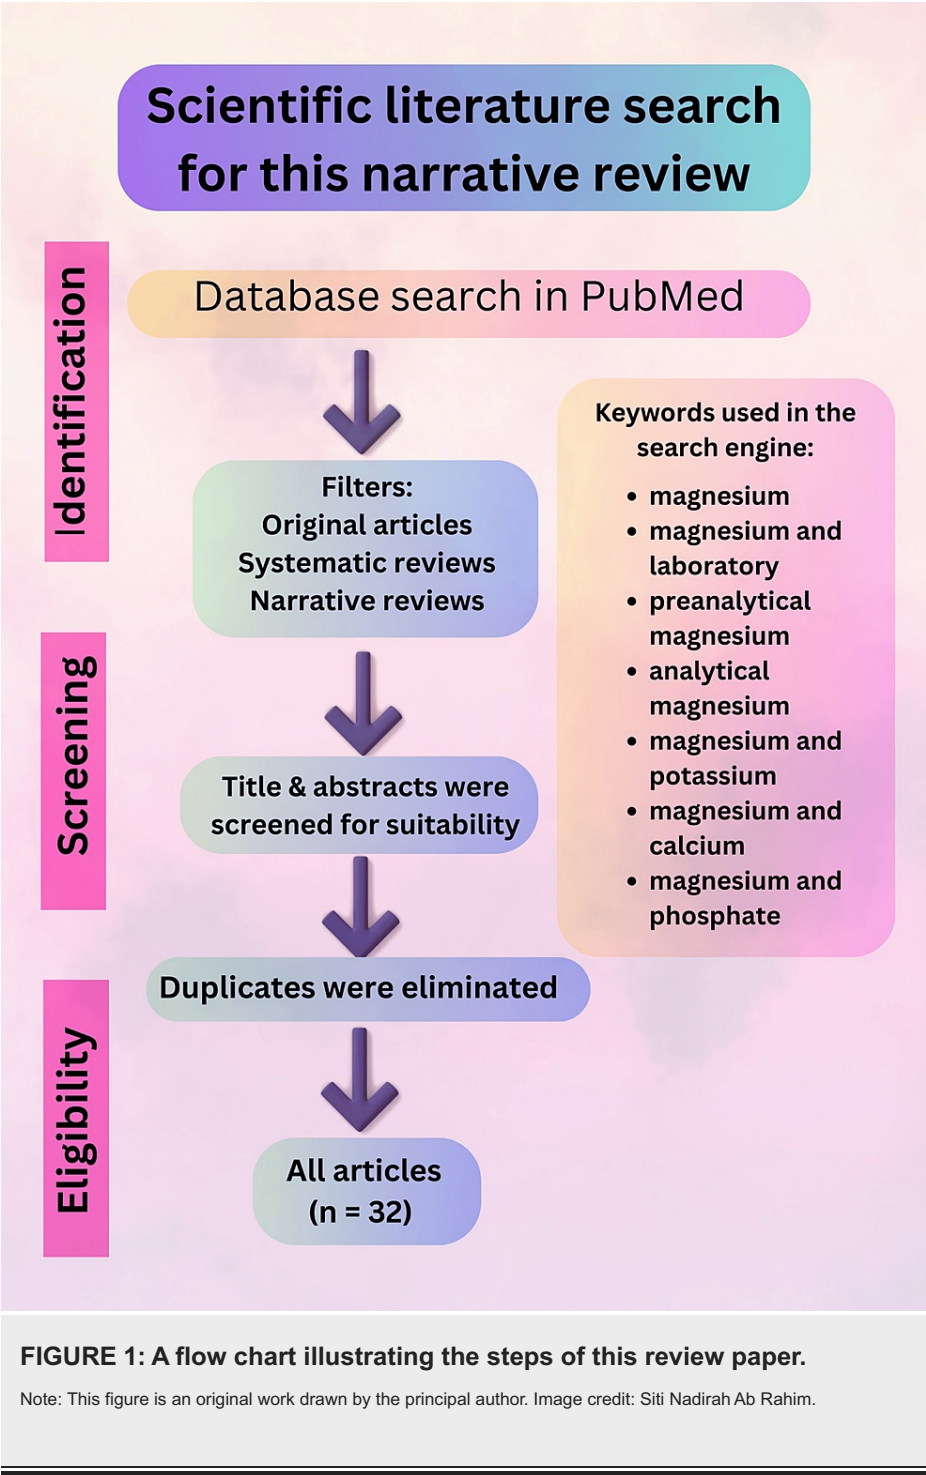 Scientific literature search
for this narrative review
Identification
Database search in PubMed
Filters:
Original articles
Systematic reviews
Narrative reviews
Keywords used in the
search engine:
• magnesium
• magnesium and
laboratory
• preanalytical
magnesium
• analytical
magnesium
• magnesium and
potassium
• magnesium and
calcium
• magnesium and
phosphate
Screening
Title & abstracts were
screened for suitability
Duplicates were eliminated
Eligibility
All articles
(n = 32)
FIGURE 1: A flow chart illustrating the steps of this review paper.
Note: This figure is an original work drawn by the principal author. Image credit: Siti Nadirah Ab Rahim.